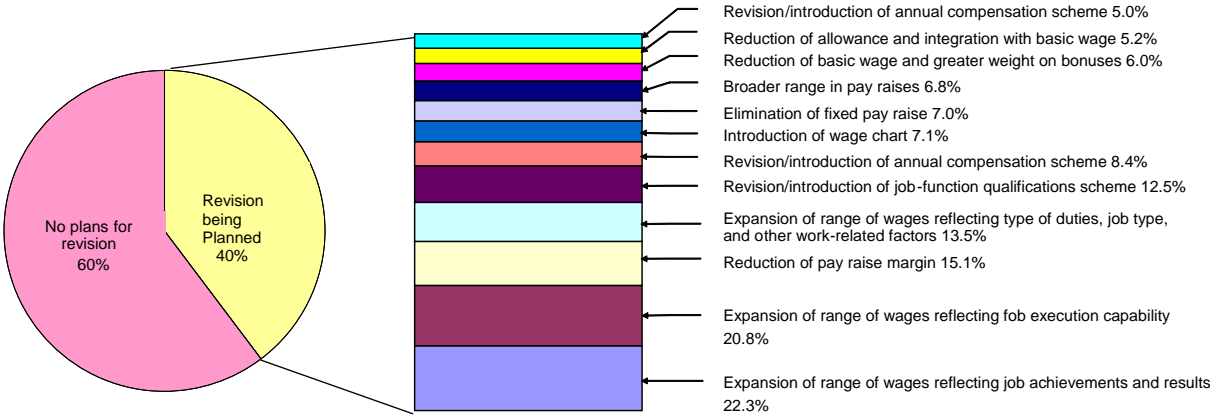 Revision/introduction of annual compensation scheme 5.0%
Reduction of allowance and integration with basic wage 5.2%
Reduction of basic wage and greater weight on bonuses 6.0%
Broader range in pay raises 6.8%
Elimination of fixed pay raise 7.0%
Introduction of wage chart 7.1%
Revision/introduction of annual compensation scheme 8.4%
Revision/introduction of job-function qualifications scheme 12.5%
Expansion of range of wages reflecting type of duties, job type,
and other work-related factors 13.5%
Reduction of pay raise margin 15.1%
Expansion of range of wages reflecting fob execution capability
20.8%
Expansion of range of wages reflecting job achievements and results
22.3%
No plans for
revision
60%
Revision
being
Planned
40%